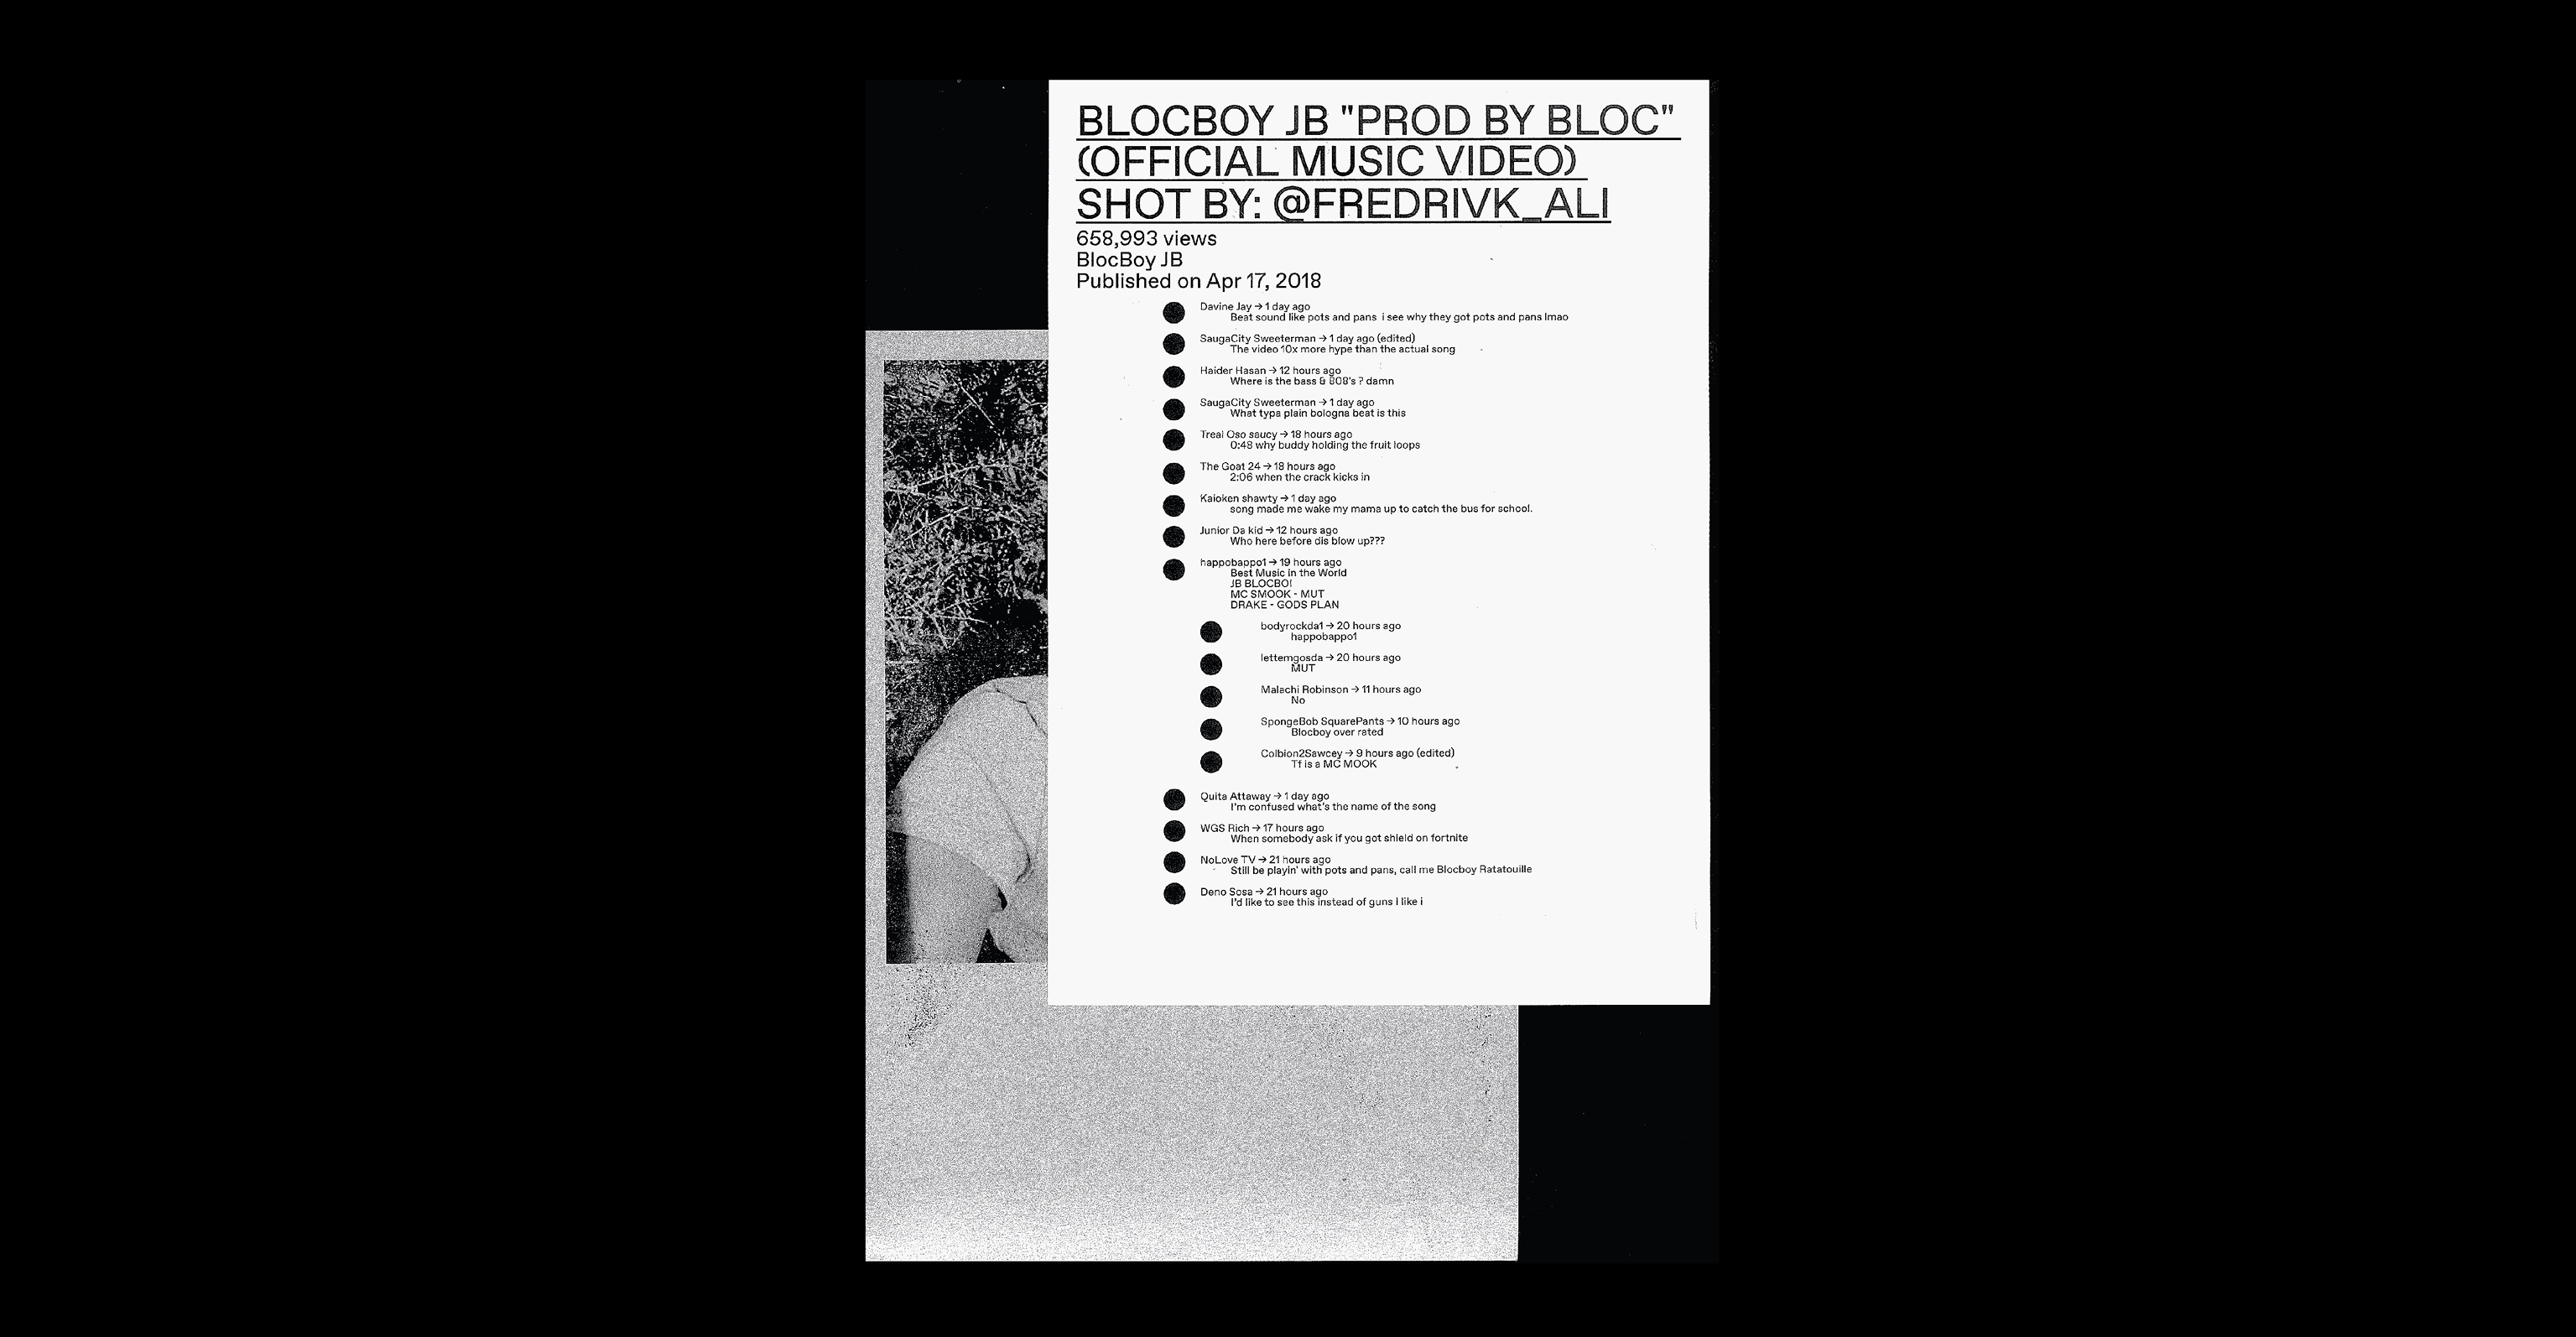 BLOCBOY JB "PROD BY BLOC"
(OFFICIAL MUSIC VIDEO)
SHOT BY: @FREDRIVK_ALI
658,993 views
BlocBoy JB
Published on Apr 17, 2018
Davine Jay → 1 day ago
Beat sound like pots and pans i see why they got pots and pans lmao
SaugaCity Sweeterman → 1 day ago (edited)
The video 10x more hype than the actual song
Haider Hasan → 12 hours ago
Where is the bass & 808's ? damn
SaugaCity Sweeterman → 1 day ago
What typa plain bologna beat is this
Treal Oso saucy → 18 hours ago
0:48 why buddy holding the fruit loops
The Goat 24 → 18 hours ago
2:06 when the crack kicks in
Kaioken shawty → 1 day ago
song made me wake my mama up to catch the bus for school.
Junior Da kid → 12 hours ago
Who here before dis blow up???
happobappo1 → 19 hours ago
Best Music in the World
JB BLOCBO!
MC SMOOK - MUT
DRAKE - GODS PLAN
bodyrockda1 → 20 hours ago
happobappo1
lettemgosda → 20 hours ago
MUT
Malachi Robinson → 11 hours ago
No
SpongeBob SquarePants → 10 hours ago
Blocboy over rated
Colbion2Sawcey → 9 hours ago (edited)
Tf is a MC MOOK
Quita Attaway → 1 day ago
I'm confused what's the name of the song
WGS Rich → 17 hours ago
When somebody ask if you got shield on fortnite
NoLove TV → 21 hours ago
Still be playin' with pots and pans, call me Blocboy Ratatouille
Deno Sosa → 21 hours ago
I'd like to see this instead of guns I like i